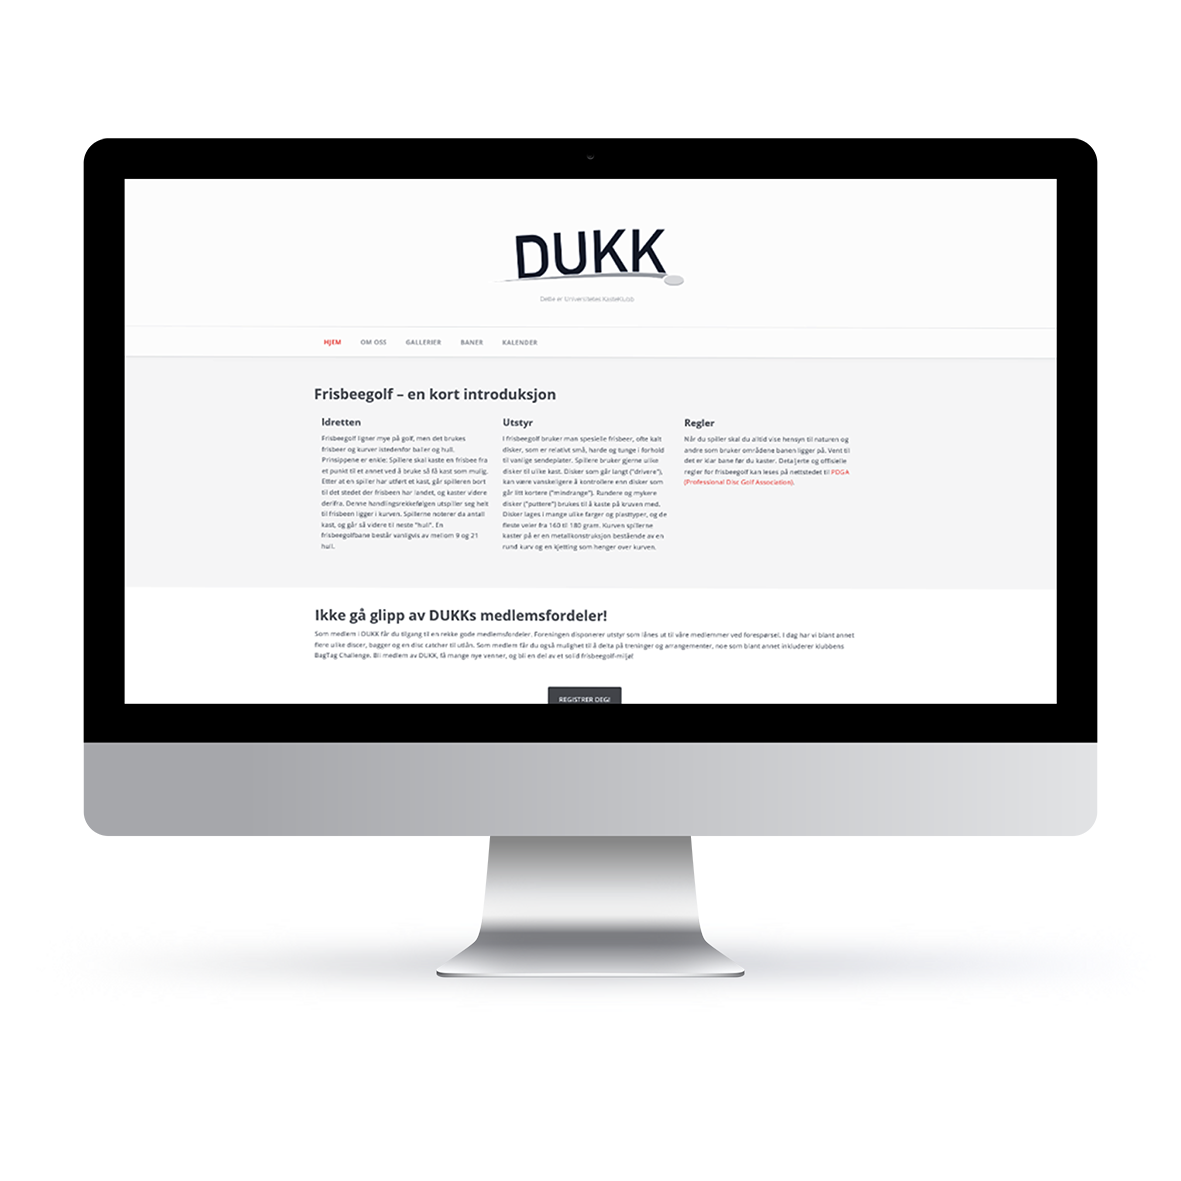 DUKK
Dette er Universitetets KasteKlubb
HJEM OM OSS GALLERIER BANER KALENDER
Frisbeegolf – en kort introduksjon
Idretten
Frisbeegolf ligner mye på golf, men det brukes
frisbeer og kurver istedenfor baller og hull.
Prinsippene er enkle: Spillere skal kaste en frisbee fra
et punkt til et annet ved å bruke så få kast som mulig.
Etter at en spiller har utført et kast, går spilleren bort
til det stedet der frisbeen har landet, og kaster videre
derifra. Denne handlingsrekkefølgen utspiller seg helt
til frisbeen ligger i kurven. Spillerne noterer da antall
kast, og går så videre til neste "hull". En
frisbeegolfbane består vanligvis av mellom 9 og 21
hull.
Utstyr
I frisbeegolf bruker man spesielle frisbeer, ofte kalt
disker, som er relativt små, harde og tunge i forhold
til vanlige sendeplater. Spillere bruker gjerne ulike
disker til ulike kast. Disker som går langt ("drivere"),
kan være vanskeligere å kontrollere enn disker som
går litt kortere ("mindrange"). Rundere og mykere
disker ("puttere") brukes til å kaste på kruven med.
Disker lages i mange ulike farger og plasttyper, og de
fleste veier fra 160 til 180 gram. Kurven spillerne
kaster på er en metallkonstruksjon bestående av en
rund kurv og en kjetting som henger over kurven.
Regler
Når du spiller skal du alltid vise hensyn til naturen og
andre som bruker områdene banen ligger på. Vent til
det er klar bane før du kaster. Detaljerte og offisielle
regler for frisbeegolf kan leses på nettstedet til PDGA
(Professional Disc Golf Association).
Ikke gå glipp av DUKKs medlemsfordeler!
Som medlem i DUKK får du tilgang til en rekke gode medlemsfordeler. Foreningen disponerer utstyr som lånes ut til våre medlemmer ved forespørsel. I dag har vi blant annet
flere ulike discer, bagger og en disc catcher til utlån. Som medlem får du også mulighet til å delta på treninger og arrangementer, noe som blant annet inkluderer klubbens
BagTag Challenge. Bli medlem av DUKK, få mange nye venner, og bli en del av et solid frisbeegolf-miljø!
REGISTRER DEG!